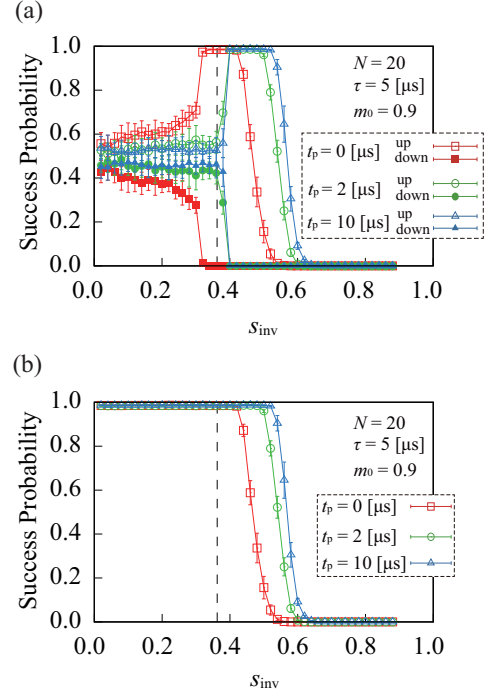 (a)
1.0
0.8
0.6
0.4
0.2
0.0
Success Probability
N = 20
τ = 5 [μs]
m₀ = 0.9
tₚ = 0 [μs] up
down
tₚ = 2 [μs] up
down
tₚ = 10 [μs] up
down
0.0 0.2 0.4 0.6 0.8 1.0
sᵢₙᵥ
(b)
1.0
0.8
0.6
0.4
0.2
0.0
Success Probability
N = 20
τ = 5 [μs]
m₀ = 0.9
tₚ = 0 [μs]
tₚ = 2 [μs]
tₚ = 10 [μs]
0.0 0.2 0.4 0.6 0.8 1.0
sᵢₙᵥ